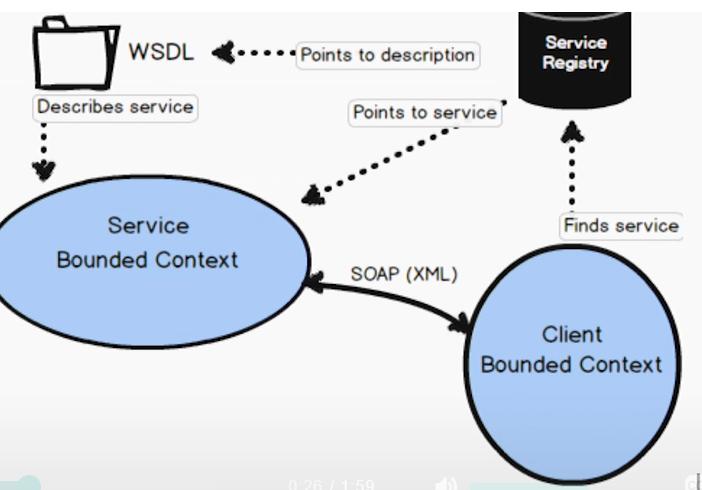 WSDL
Points to description
Service
Registry
Describes service
Points to service
Service
Bounded Context
Finds service
SOAP (XML)
Client
Bounded Context
0:26 / 1:59